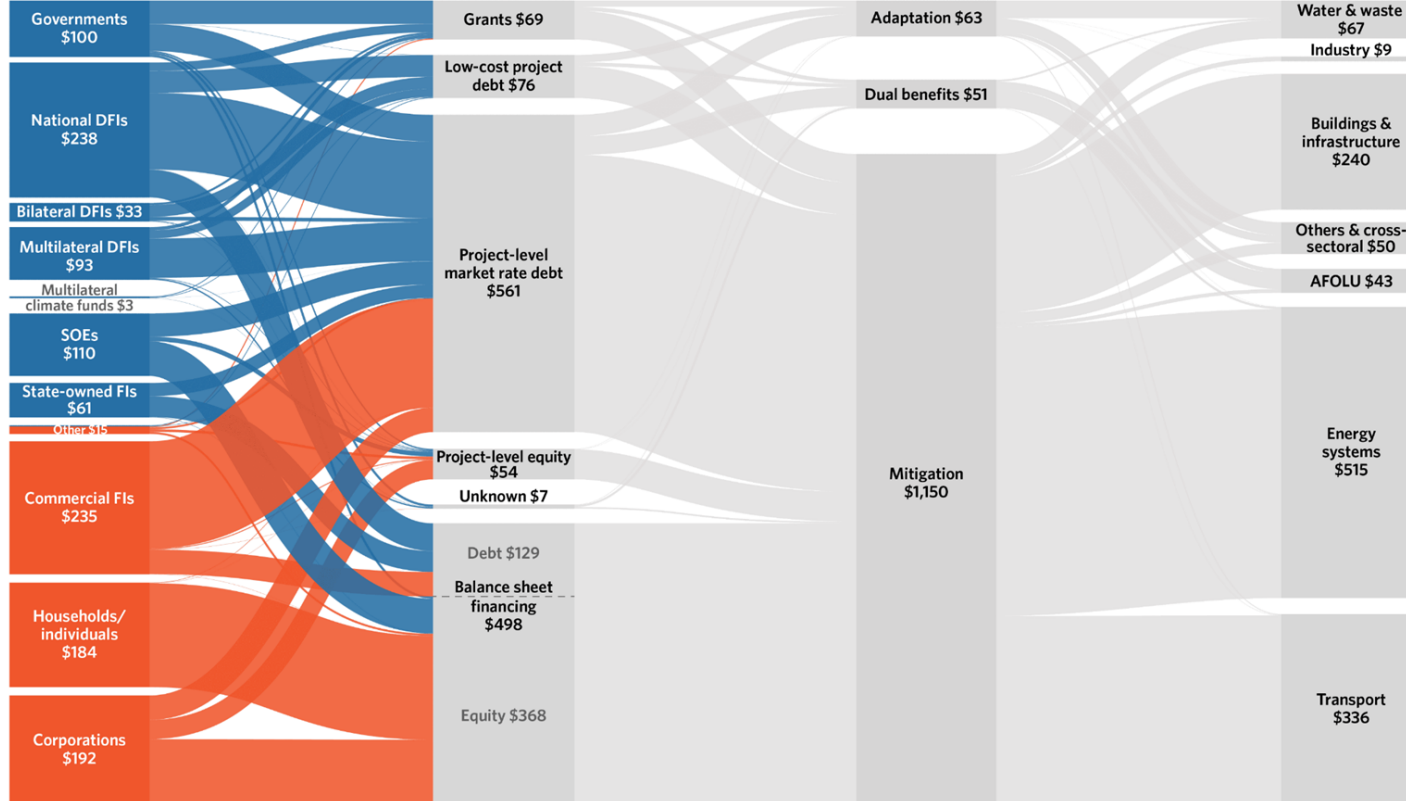 Governments
$100
National DFIs
$238
Bilateral DFIs $33
Multilateral DFIs
$93
Multilateral
climate funds $3
SOEs
$110
State-owned FIs
$61
Other $15
Commercial FIs
$235
Households/
individuals
$184
Corporations
$192
Grants $69
Low-cost project
debt $76
Project-level
market rate debt
$561
Project-level equity
$54
Unknown $7
Debt $129
Balance sheet
financing
$498
Equity $368
Adaptation $63
Dual benefits $51
Mitigation
$1,150
Water & waste
$67
Industry $9
Buildings &
infrastructure
$240
Others & cross-
sectoral $50
AFOLU $43
Energy
systems
$515
Transport
$336